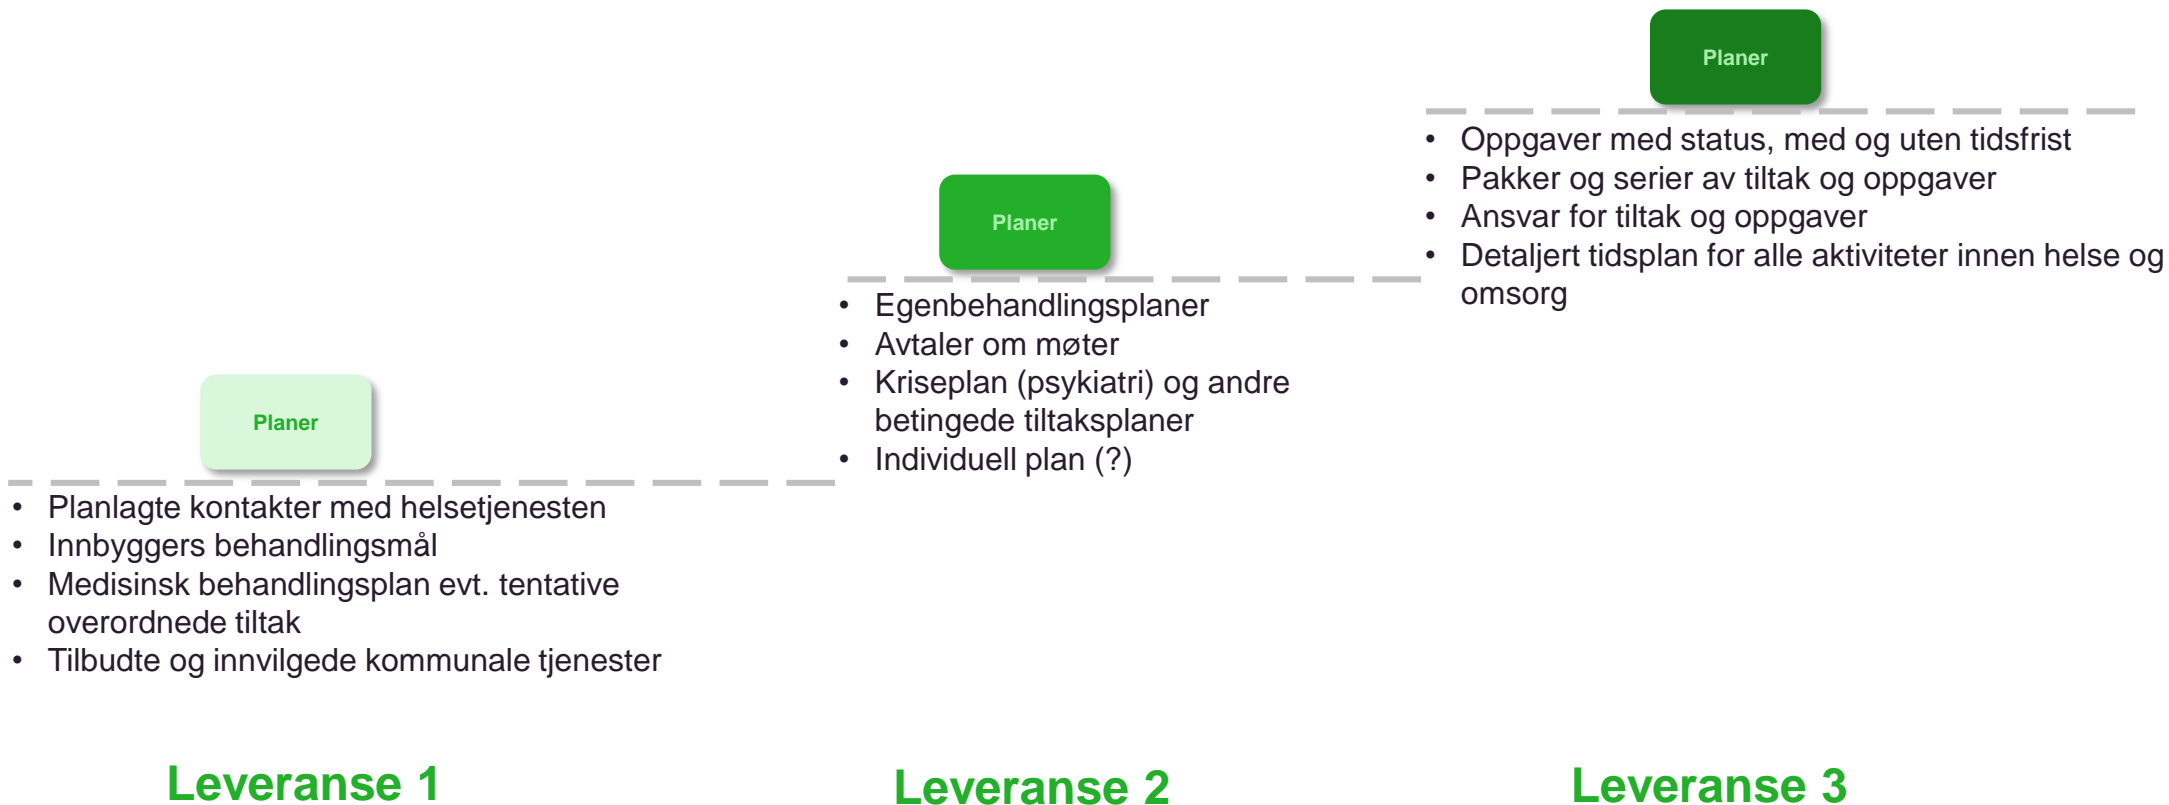 Planer
• Planlagte kontakter med helsetjenesten
• Innbyggers behandlingsmål
• Medisinsk behandlingsplan evt. tentative
overordnede tiltak
• Tilbudte og innvilgede kommunale tjenester
Leveranse 1
Planer
• Egenbehandlingsplaner
• Avtaler om møter
• Kriseplan (psykiatri) og andre
betingede tiltaksplaner
• Individuell plan (?)
Leveranse 2
Planer
• Oppgaver med status, med og uten tidsfrist
• Pakker og serier av tiltak og oppgaver
• Ansvar for tiltak og oppgaver
• Detaljert tidsplan for alle aktiviteter innen helse og
omsorg
Leveranse 3